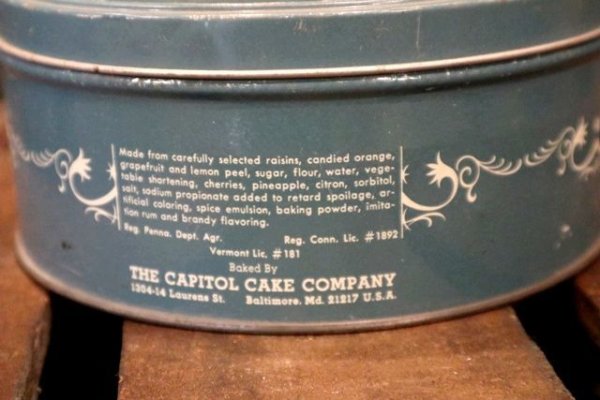 Made from carefully selected raisins, candied orange,
grapefruit and lemon peel, sugar, flour, water, vege-
table shortening, cherries, pineapple, citron, sorbitol,
salt, sodium propionate added to retard spoilage, ar-
tificial coloring, spice emulsion, baking powder, imita-
tion rum and brandy flavoring.
Reg. Penna. Dept. Agr. Reg. Conn. Lic. #1892
Vermont Lic. #181
Baked By
THE CAPITOL CAKE COMPANY
1304-14 Laurens St. Baltimore, Md. 21217 U.S.A.